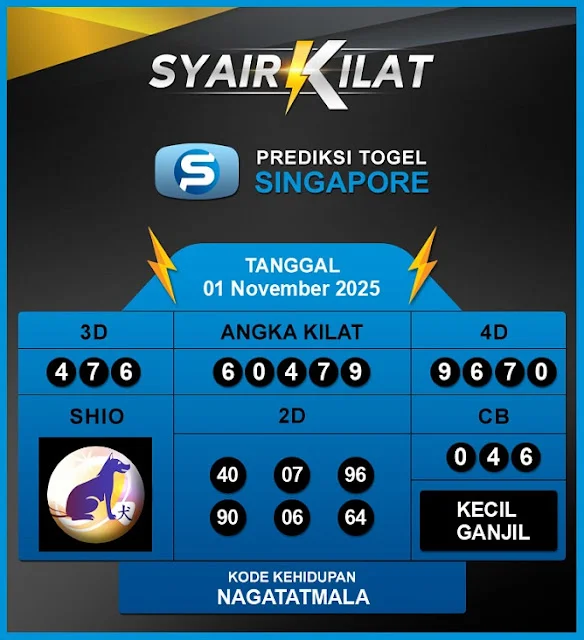 SYAIR KILAT
PREDIKSI TOGEL
SINGAPORE
TANGGAL
01 November 2025
3D
ANGKA KILAT
4D
4 7 6
6 0 4 7 9
9 6 7 0
SHIO
2D
CB
犬
40 07 96
90 06 64
0 4 6
KECIL
GANJIL
KODE KEHIDUPAN
NAGATATMALA